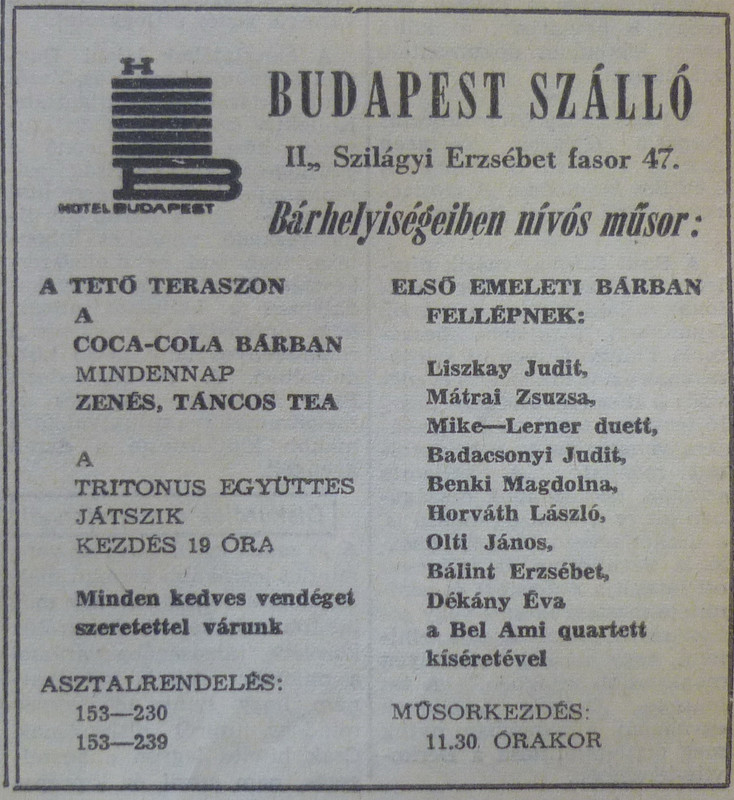 HOTEL BUDAPEST
BUDAPEST SZÁLLÓ
II,, Szilágyi Erzsébet fasor 47.
Bárhelyiségeiben nívós műsor:
A TETŐ TERASZON
A
COCA-COLA BÁRBAN
MINDENNAP
ZENÉS, TÁNCOS TEA
A
TRITONUS EGYÜTTES
JÁTSZIK
KEZDÉS 19 ÓRA
Minden kedves vendéget
szeretettel várunk
ASZTALRENDELÉS:
153—230
153—239
ELSŐ EMELETI BÁRBAN
FELLÉPNEK:
Liszkay Judit,
Mátrai Zsuzsa,
Mike—Lerner duett,
Badacsonyi Judit,
Benki Magdolna,
Horváth László,
Olti János,
Bálint Erzsébet,
Dékány Éva
a Bel Ami quartett
kíséretével
MŰSORKEZDÉS:
11.30 ÓRAKOR